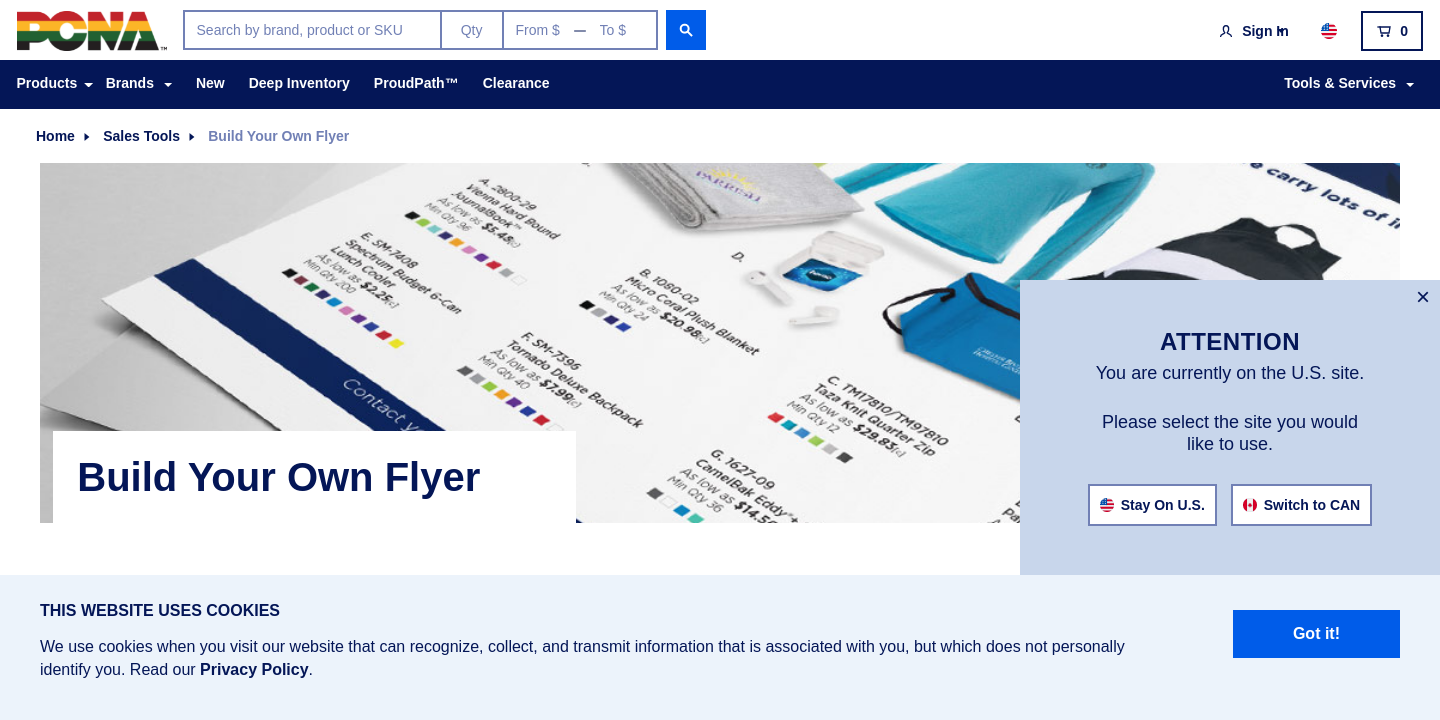 PCNA™
Search by brand, product or SKU
Qty
From $ — To $
Sign In
0
Products
Brands
New
Deep Inventory
ProudPath™
Clearance
Tools & Services
Home
Sales Tools
Build Your Own Flyer
A. 2800-29
Vienna Hard Bound
JournalBook™
As low as $5.43(c)
Min Qty 96
E. SM-7408
Spectrum Budget 6-Can
Lunch Cooler
As low as $2.25(c)
Min Qty 200
B. 1080-02
Micro Coral Plush Blanket
As low as $20.98(c)
Min Qty 24
D.
e carry lots of i
F. SM-7396
Tornado Deluxe Backpack
As low as $7.99(c)
Min Qty 40
C. TM17810/TM97810
Taza Knit Quarter Zip
As low as $29.83(c)
Min Qty 12
G. 1627-09
CamelBak Eddy®+
As low as $14.50
Min Qty 36
Contact y
Build Your Own Flyer
×
ATTENTION
You are currently on the U.S. site.
Please select the site you would
like to use.
Stay On U.S.
Switch to CAN
THIS WEBSITE USES COOKIES
We use cookies when you visit our website that can recognize, collect, and transmit information that is associated with you, but which does not personally
identify you. Read our Privacy Policy.
Got it!